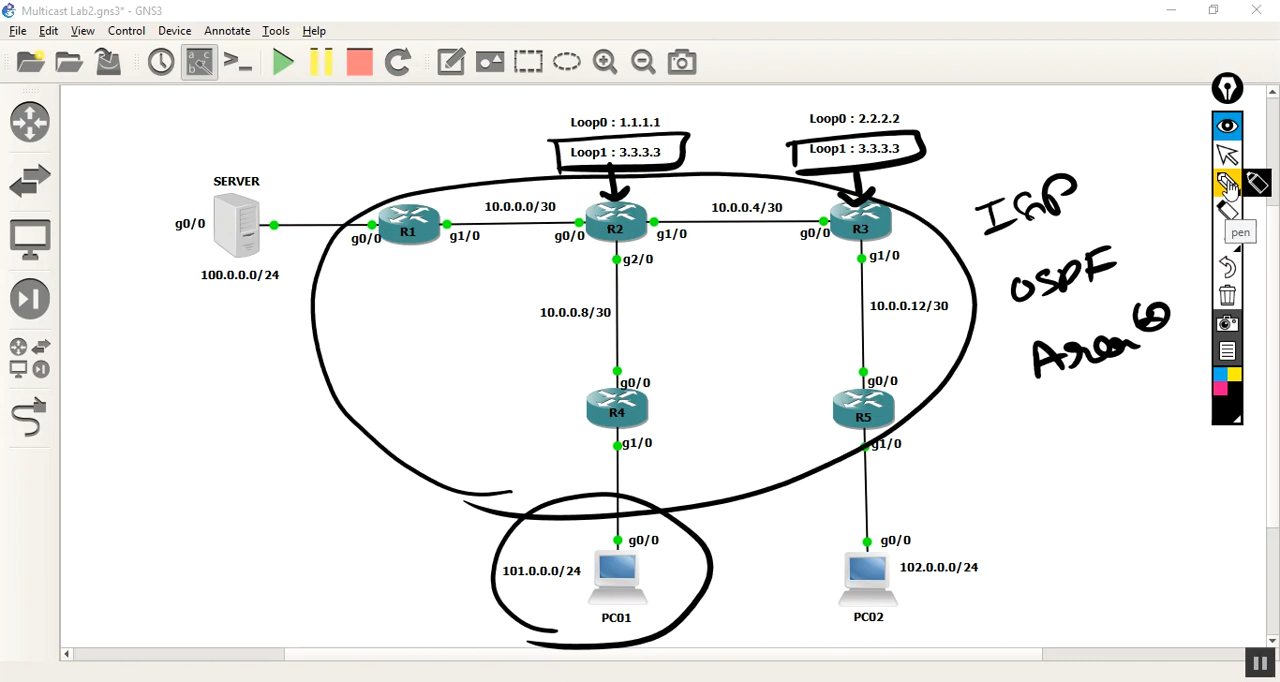 Multicast Lab2.gns3* - GNS3
File Edit View Control Device Annotate Tools Help
Loop0 : 1.1.1.1
Loop1 : 3.3.3.3
Loop0 : 2.2.2.2
Loop1 : 3.3.3.3
SERVER
g0/0
100.0.0.0/24
R1
g0/0
g1/0
10.0.0.0/30
R2
g0/0
g1/0
g2/0
10.0.0.4/30
R3
g0/0
g1/0
10.0.0.8/30
10.0.0.12/30
g0/0
R4
g1/0
g0/0
R5
g1/0
g0/0
101.0.0.0/24
PC01
g0/0
102.0.0.0/24
PC02
IGP
OSPF
pen